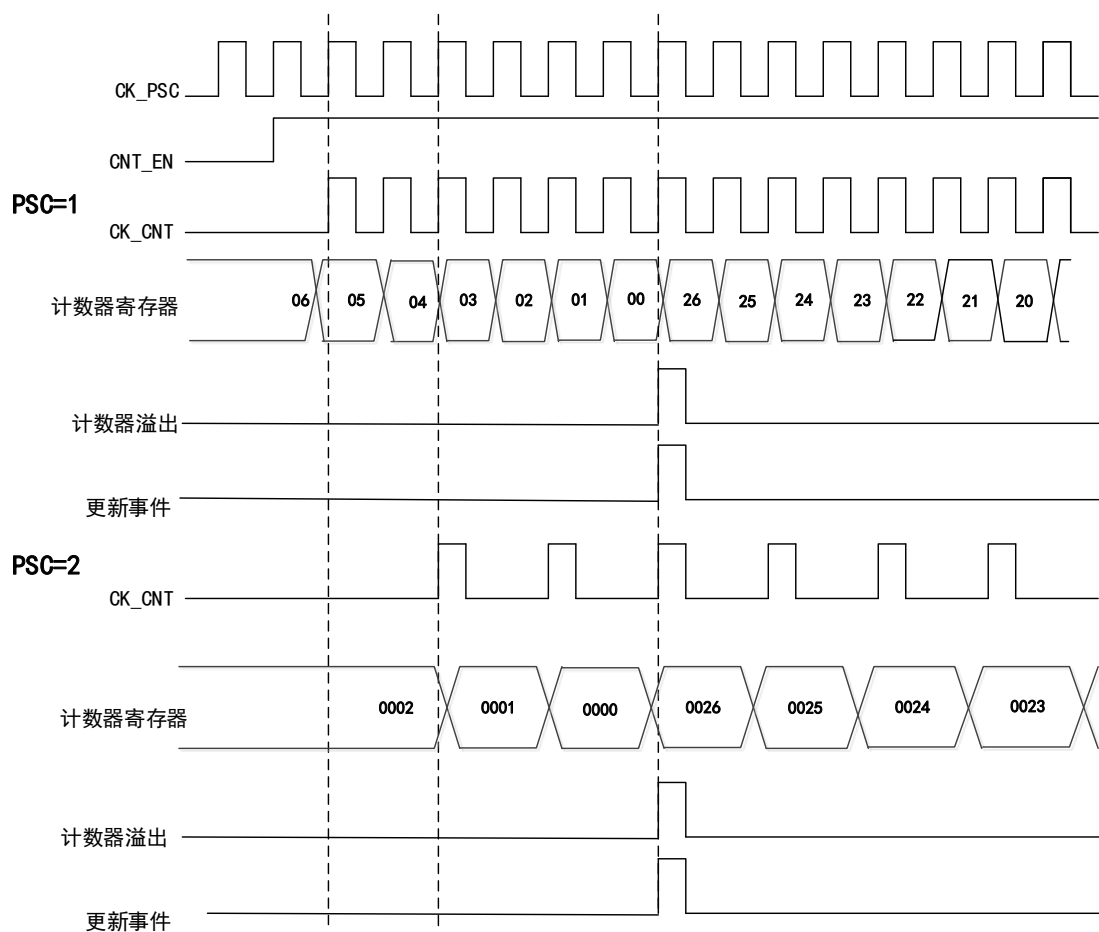 CK_PSC
CNT_EN
PSC=1
CK_CNT
计数器寄存器 06 05 04 03 02 01 00 26 25 24 23 22 21 20
计数器溢出
更新事件
PSC=2
CK_CNT
计数器寄存器 0002 0001 0000 0026 0025 0024 0023
计数器溢出
更新事件